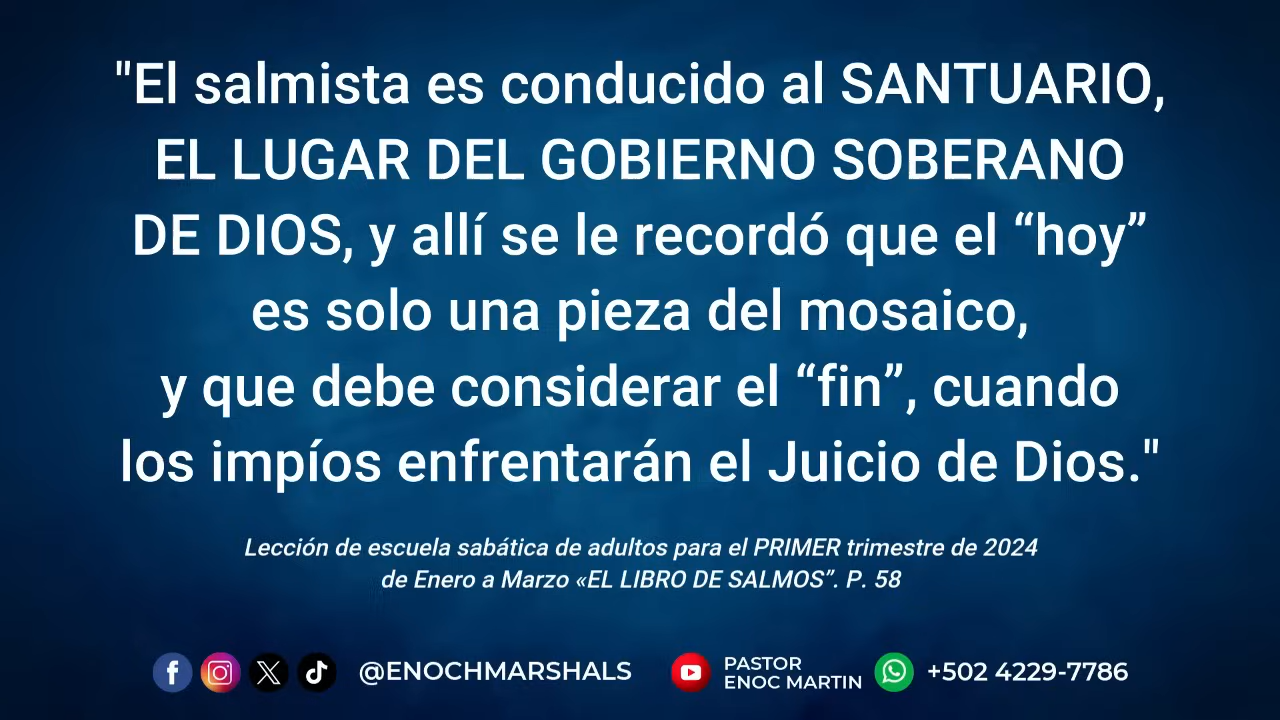 "El salmista es conducido al SANTUARIO,
EL LUGAR DEL GOBIERNO SOBERANO
DE DIOS, y allí se le recordó que el “hoy”
es solo una pieza del mosaico,
y que debe considerar el “fin”, cuando
los impíos enfrentarán el Juicio de Dios."
Lección de escuela sabática de adultos para el PRIMER trimestre de 2024
de Enero a Marzo «EL LIBRO DE SALMOS”. P. 58
@ENOCHMARSHALS
PASTOR
ENOC MARTIN
+502 4229-7786